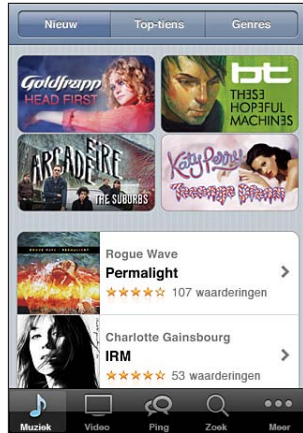 Nieuw Top-tiens Genres
Goldfrapp
HEAD FIRST
bt
THESE
HOPEFUL
MACHINES
ARCADE FIRE
THE SUBURBS
Katy Perry
Teenage Dream
Rogue Wave
Permalight
107 waarderingen
Charlotte Gainsbourg
IRM
53 waarderingen
Muziek Video Ping Zoek Meer